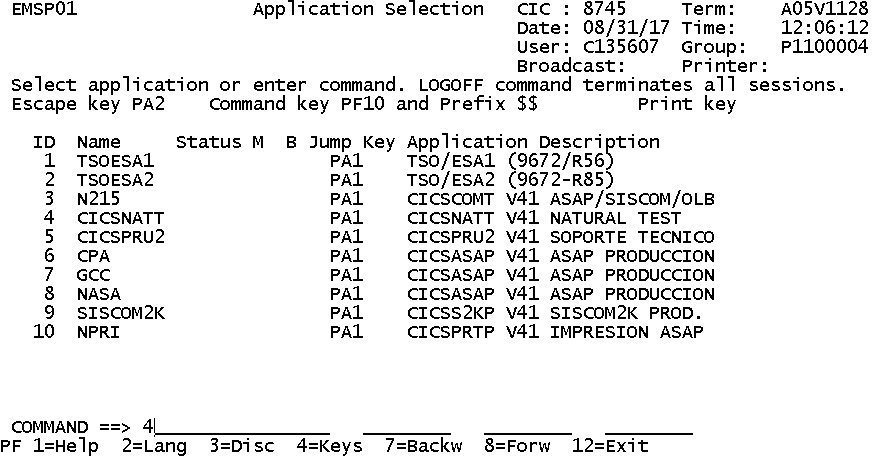 EMSP01 Application Selection CIC : 8745 Term: A05V1128
Date: 08/31/17 Time: 12:06:12
User: C135607 Group: P1100004
Broadcast: Printer:
Select application or enter command. LOGOFF command terminates all sessions.
Escape key PA2 Command key PF10 and Prefix $$ Print key
ID Name Status M B Jump Key Application Description
1 TSOESA1 PA1 TSO/ESA1 (9672/R56)
2 TSOESA2 PA1 TSO/ESA2 (9672-R85)
3 N215 PA1 CICSCOMT V41 ASAP/SISCOM/OLB
4 CICSNATT PA1 CICSNATT V41 NATURAL TEST
5 CICSPRU2 PA1 CICSPRU2 V41 SOPORTE TECNICO
6 CPA PA1 CICSASAP V41 ASAP PRODUCCION
7 GCC PA1 CICSASAP V41 ASAP PRODUCCION
8 NASA PA1 CICSASAP V41 ASAP PRODUCCION
9 SISCOM2K PA1 CICSS2KP V41 SISCOM2K PROD.
10 NPRI PA1 CICSPRTP V41 IMPRESION ASAP
COMMAND ==> 4
PF 1=Help 2=Lang 3=Disc 4=Keys 7=Backw 8=Forw 12=Exit